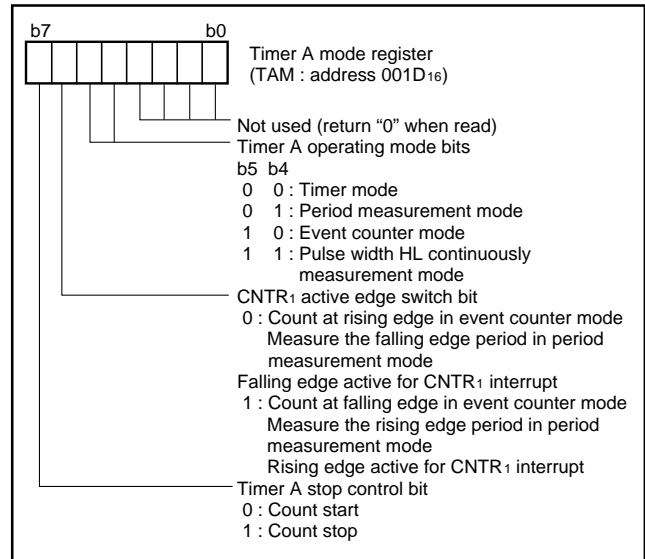 b7 b0
Timer A mode register
(TAM : address 001D16)
Not used (return “0” when read)
Timer A operating mode bits
b5 b4
0 0 : Timer mode
0 1 : Period measurement mode
1 0 : Event counter mode
1 1 : Pulse width HL continuously
measurement mode
CNTR1 active edge switch bit
0 : Count at rising edge in event counter mode
Measure the falling edge period in period
measurement mode
Falling edge active for CNTR1 interrupt
1 : Count at falling edge in event counter mode
Measure the rising edge period in period
measurement mode
Rising edge active for CNTR1 interrupt
Timer A stop control bit
0 : Count start
1 : Count stop